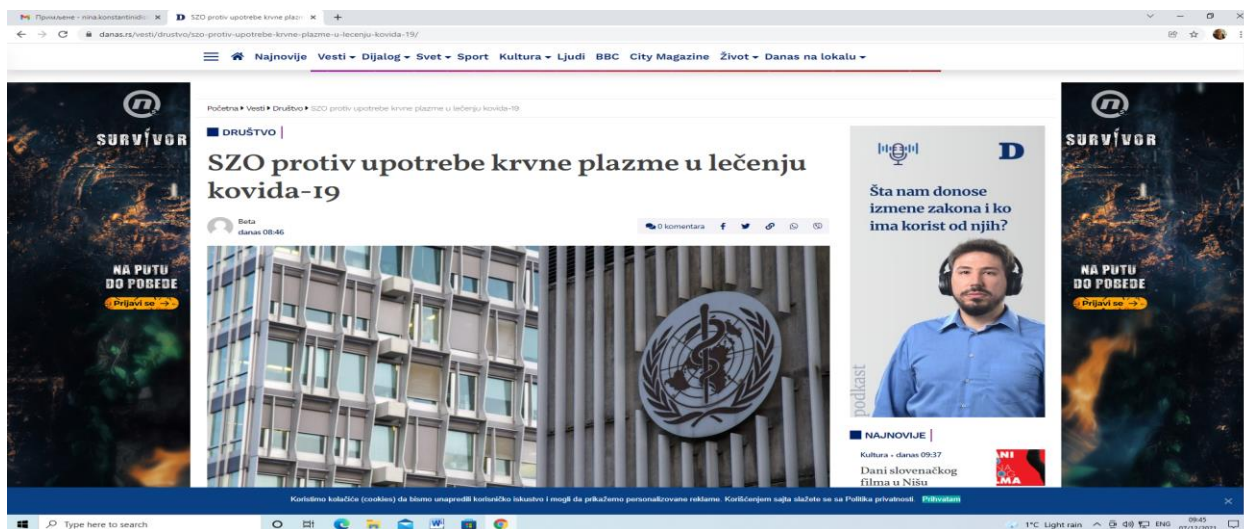 Примљене - nina.konstantinidi
SZO protiv upotrebe krvne plazm
danas.rs/vesti/drustvo/szo-protiv-upotrebe-krvne-plazme-u-lecenju-kovida-19/
Najnovije Vesti Dijalog Svet Sport Kultura Ljudi BBC City Magazine Život Danas na lokalu
Početna Vesti Društvo SZO protiv upotrebe krvne plazme u lečenju kovida-19
DRUŠTVO
SZO protiv upotrebe krvne plazme u lečenju
kovida-19
Beta
danas 08:46
0 komentara
SURVIVOR
NA PUTU
DO POBEDE
Prijavi se →
D
Šta nam donose
izmene zakona i ko
ima korist od njih?
podkast
NAJNOVIJE
Kultura - danas 09:37
Dani slovenačkog
filma u Nišu
SURVIVOR
NA PUTU
DO POBEDE
Prijavi se →
Koristimo kolačiće (cookies) da bismo unapredili korisničko iskustvo i mogli da prikažemo personalizovane reklame. Korišćenjem sajta slažete se sa Politika privatnosti. Prihvatam
Type here to search
1°C Light rain ENG 09:45
07/12/2021